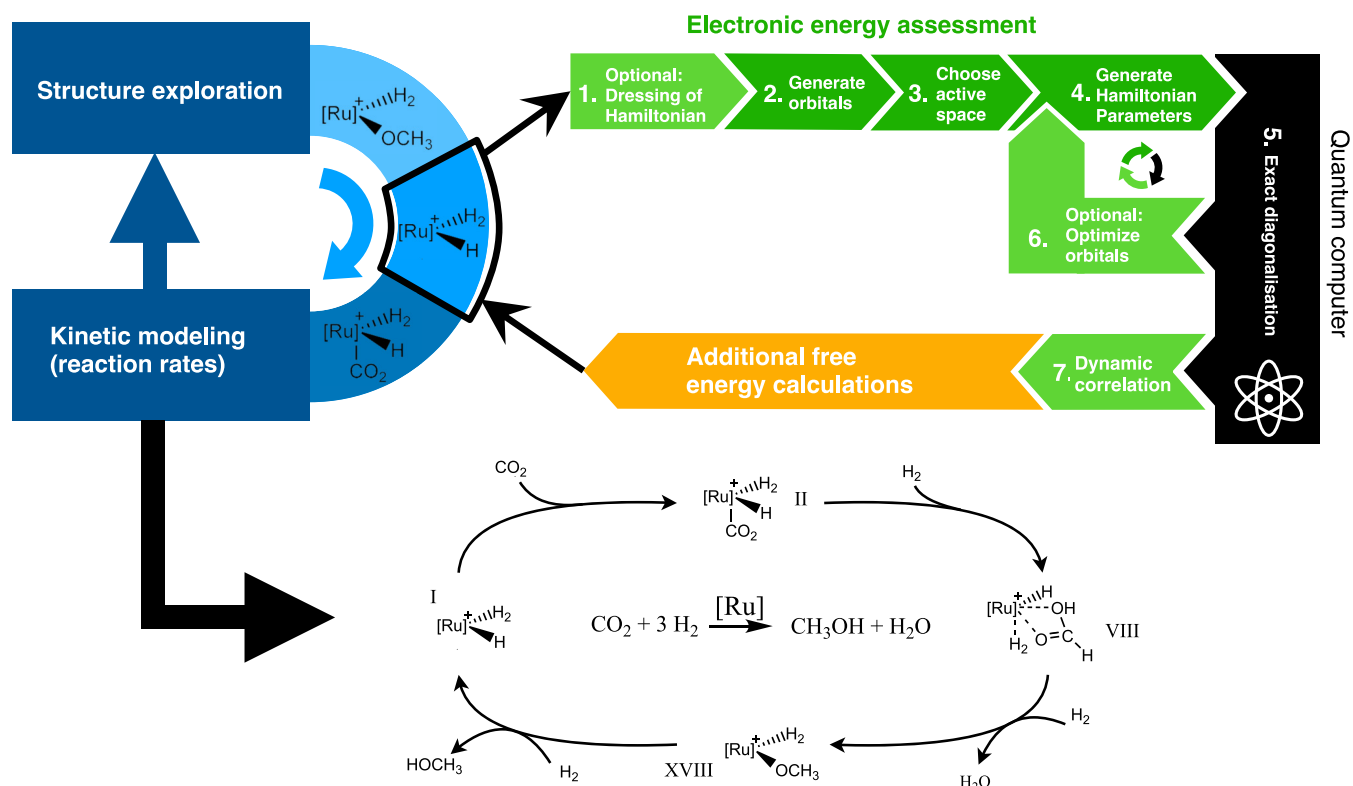 Electronic energy assessment
Structure exploration
[Ru]+ H2
OCH3
1. Optional:
Dressing of
Hamiltonian
2. Generate
orbitals
3. Choose
active
space
4. Generate
Hamiltonian
Parameters
5. Exact diagonalisation
Quantum computer
[Ru]+ H2
H
6. Optional:
Optimize
orbitals
Kinetic modeling
(reaction rates)
[Ru]+ H2
H
CO2
Additional free
energy calculations
7. Dynamic
correlation
CO2
[Ru]+ H2
H
CO2
II
H2
I
[Ru]+ H2
H
CO2 + 3 H2 [Ru] CH3OH + H2O
[Ru]+ H
OH
H2
O=C
H
VIII
HOCH3
H2
XVIII
[Ru]+ H2
OCH3
H2
H2O